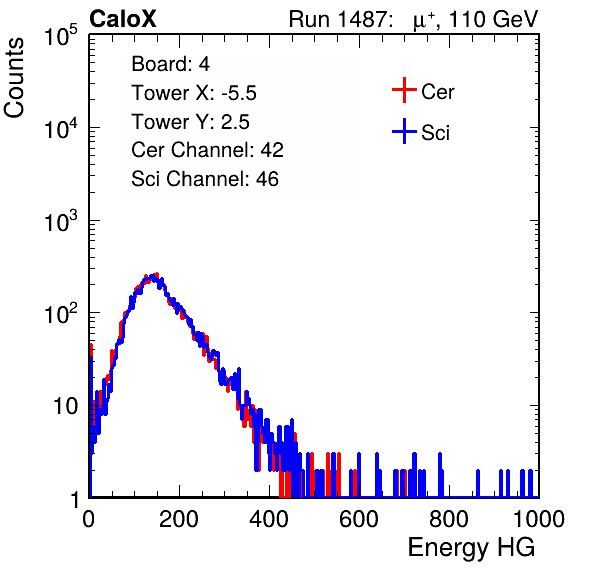 CaloX Run 1487: μ⁺, 110 GeV
Board: 4
Tower X: -5.5
Tower Y: 2.5
Cer Channel: 42
Sci Channel: 46
Cer
Sci
Counts
10⁵
10⁴
10³
10²
10
1
0 200 400 600 800 1000
Energy HG